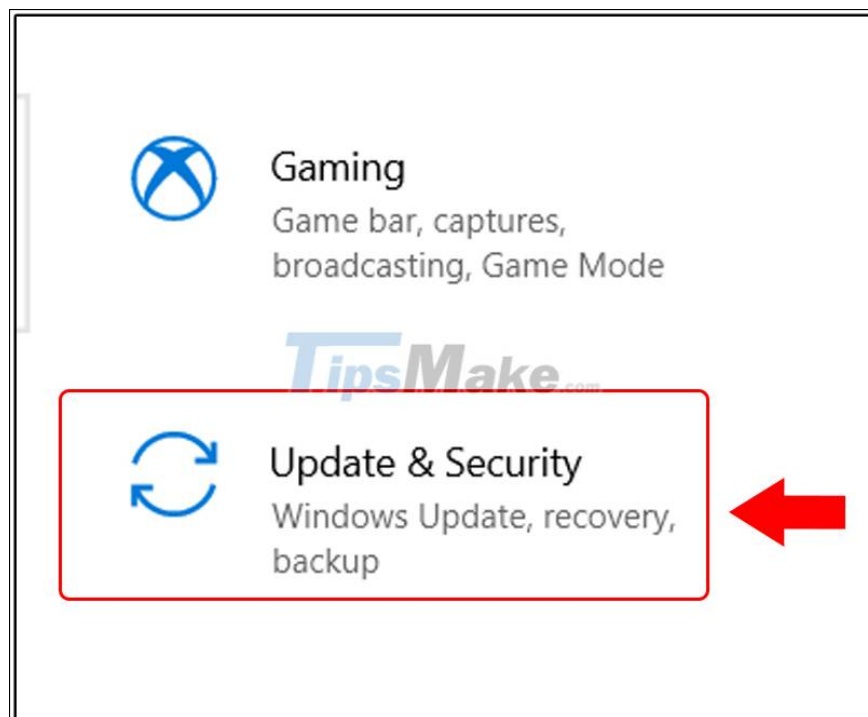 Gaming
Game bar, captures,
broadcasting, Game Mode
TipsMake.com
Update & Security
Windows Update, recovery,
backup